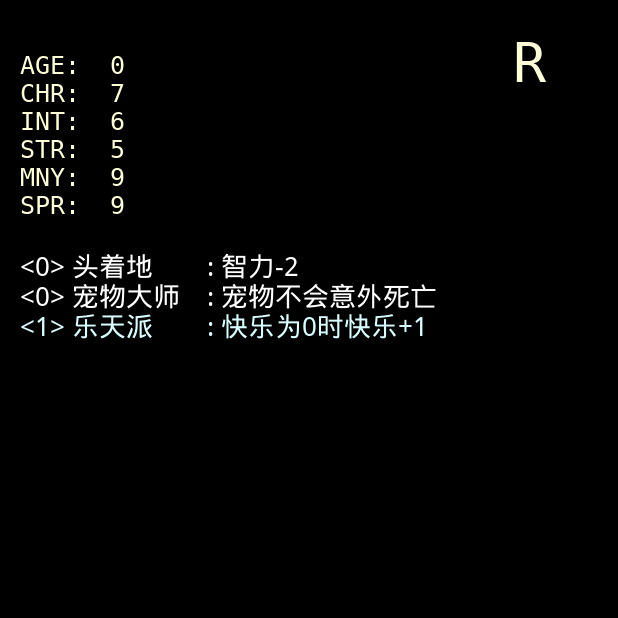 R
AGE: 0
CHR: 7
INT: 6
STR: 5
MNY: 9
SPR: 9
<0> 头着地 : 智力-2
<0> 宠物大师 : 宠物不会意外死亡
<1> 乐天派 : 快乐为0时快乐+1